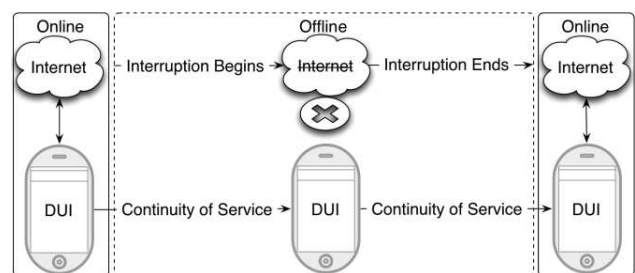 Online
Offline
Online
Internet
Interruption Begins
Internet
Interruption Ends
Internet
DUI
Continuity of Service
DUI
Continuity of Service
DUI